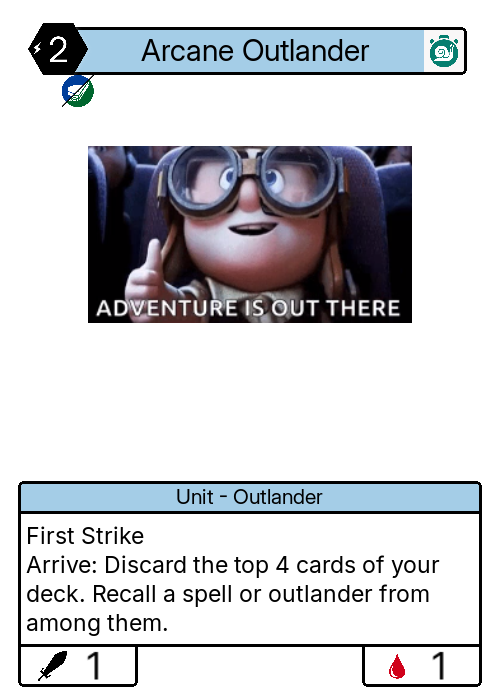 2
Arcane Outlander
ADVENTURE IS OUT THERE
Unit - Outlander
First Strike
Arrive: Discard the top 4 cards of your
deck. Recall a spell or outlander from
among them.
1
1